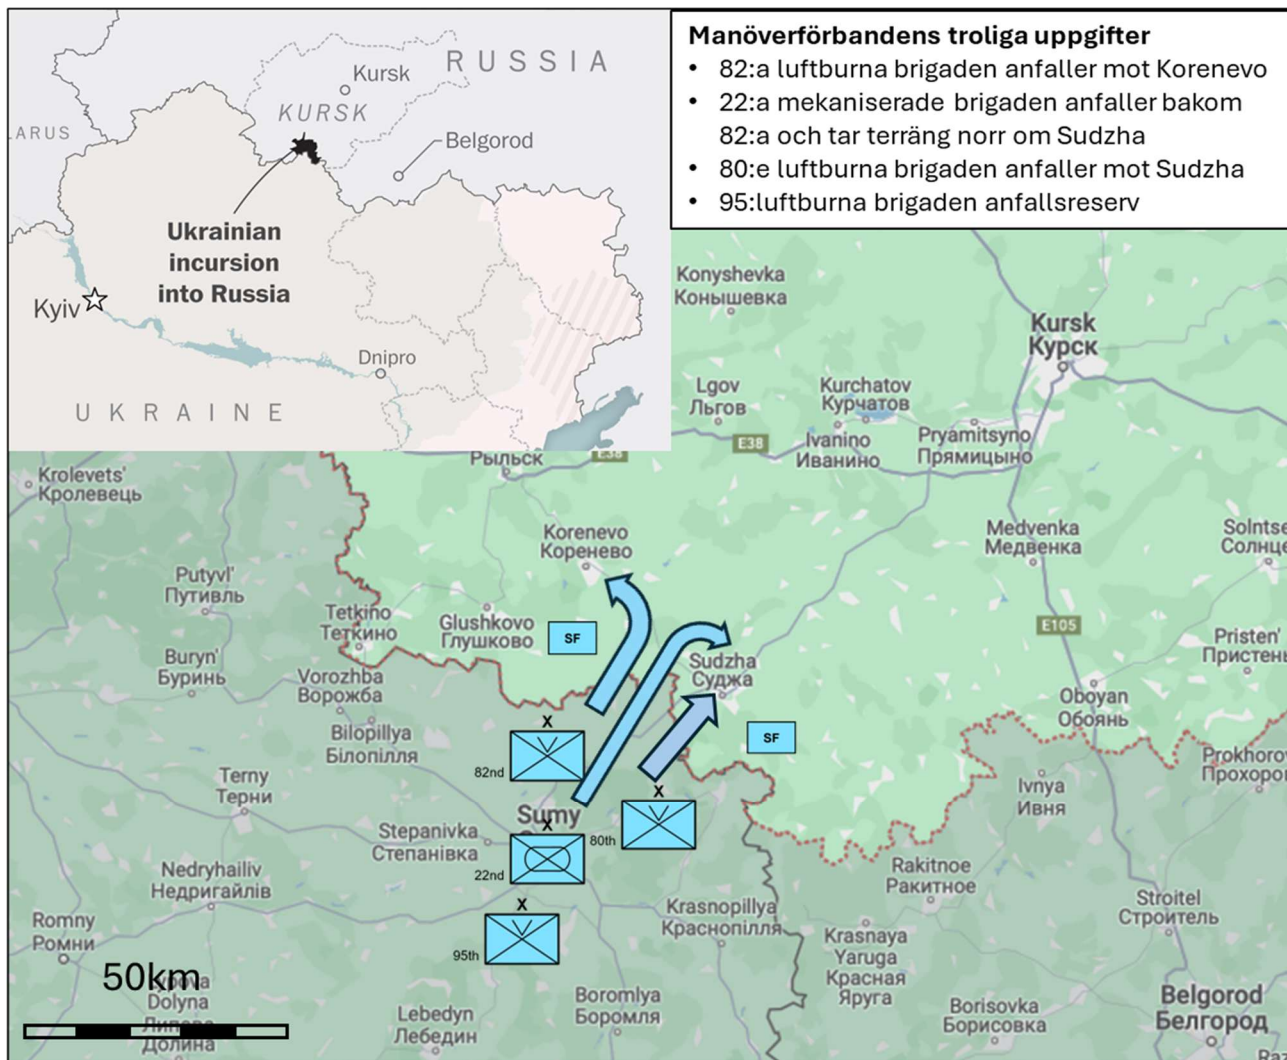 RUSSIA
Kursk
KURSK
ARUS
Belgorod
Ukrainian
incursion
into Russia
Kyiv
Dnipro
UKRAINE
Manöverförbandens troliga uppgifter
• 82:a luftburna brigaden anfaller mot Korenevo
• 22:a mekaniserade brigaden anfaller bakom
82:a och tar terräng norr om Sudzha
• 80:e luftburna brigaden anfaller mot Sudzha
• 95:luftburna brigaden anfallsreserv
Konyshevka
Конышевка
Kursk
Курск
Lgov
Льгов
Kurchatov
Курчатов
E38
Ivanino
Иванино
Pryamitsyno
Прямицыно
Рыльск
E38
Krolevets'
Кролевець
Korenevo
Коренево
Medvenka
Медвенка
Solntse
Солнце
Putyvl'
Путивль
Tetkino
Теткино
Glushkovo
Глушково
SF
E105
Pristen'
Пристень
Buryn'
Буринь
Vorozhba
Ворожба
Sudzha
Суджа
Oboyan
Обоянь
Bilopillya
Білопілля
X
82nd
SF
Prokhoro
Прохоро
Terny
Терни
Ivnya
Ивня
Sumy
X
80th
Stepanivka
Степанівка
X
22nd
Nedryhailiv
Недригайлів
Rakitnoe
Ракитное
Stroitel
Строитель
Romny
Ромни
X
95th
Krasnopillya
Краснопілля
Krasnaya
Yaruga
Красная
Яруга
50km
Dolyna
Липова
Долина
Lebedyn
Лебедин
Boromlya
Боромля
Borisovka
Борисовка
Belgorod
Белгород